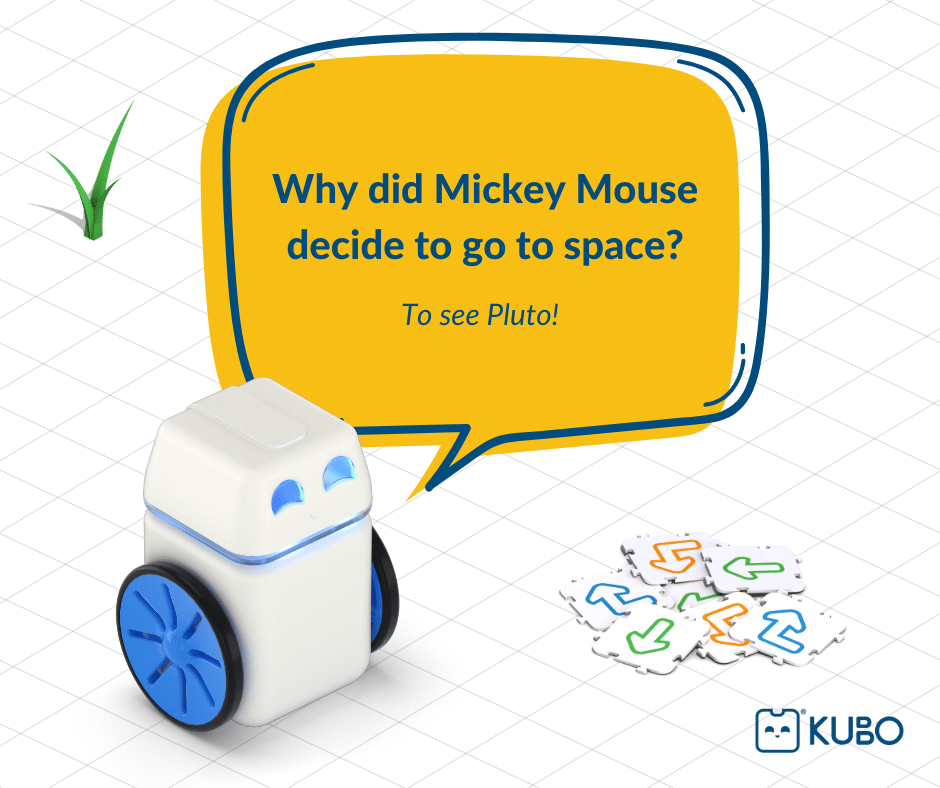 Why did Mickey Mouse
decide to go to space?
To see Pluto!
® KUBO